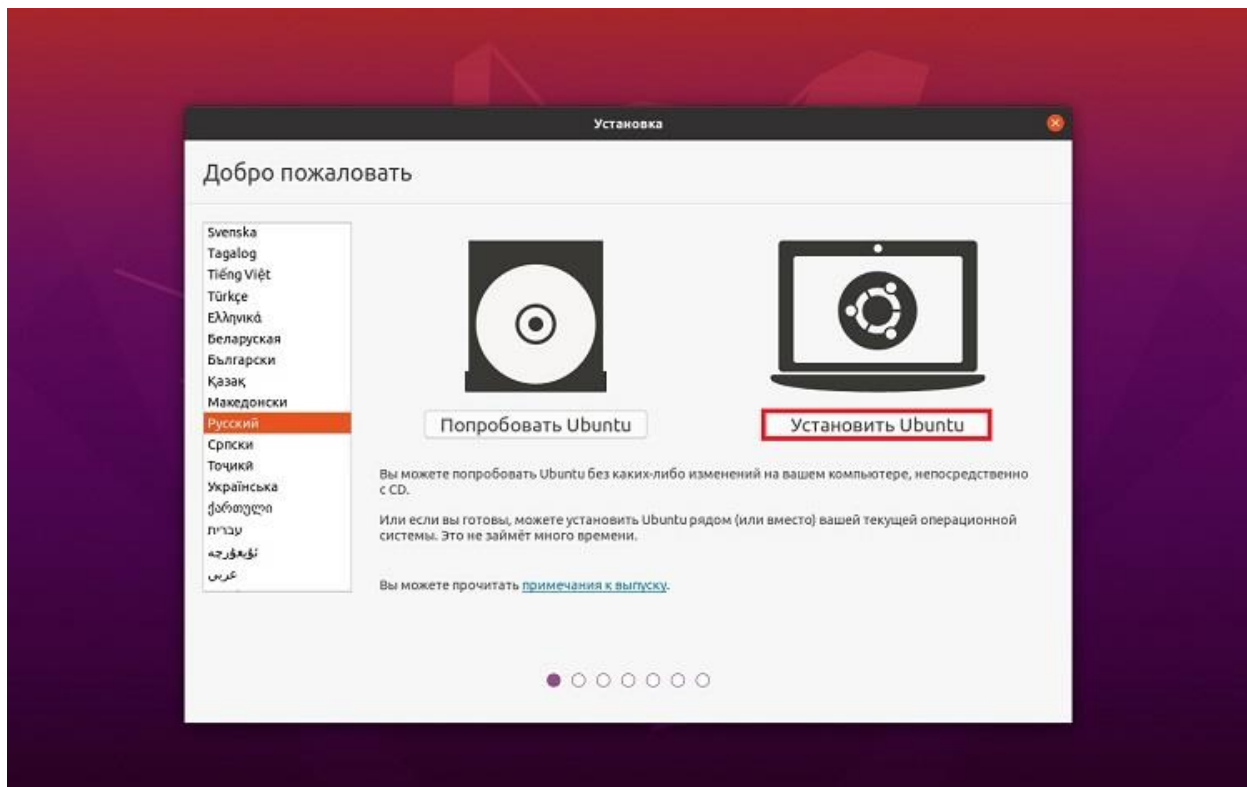 Установка
Добро пожаловать
Svenska
Tagalog
Tiếng Việt
Türkçe
Ελληνικά
Беларуская
Български
Қазақ
Македонски
Русский
Српски
Тоҷикӣ
Українська
ქართული
עברית
ئۇيغۇرچە
عربي
Попробовать Ubuntu
Установить Ubuntu
Вы можете попробовать Ubuntu без каких-либо изменений на вашем компьютере, непосредственно
с CD.
Или если вы готовы, можете установить Ubuntu рядом (или вместо) вашей текущей операционной
системы. Это не займёт много времени.
Вы можете прочитать примечания к выпуску.